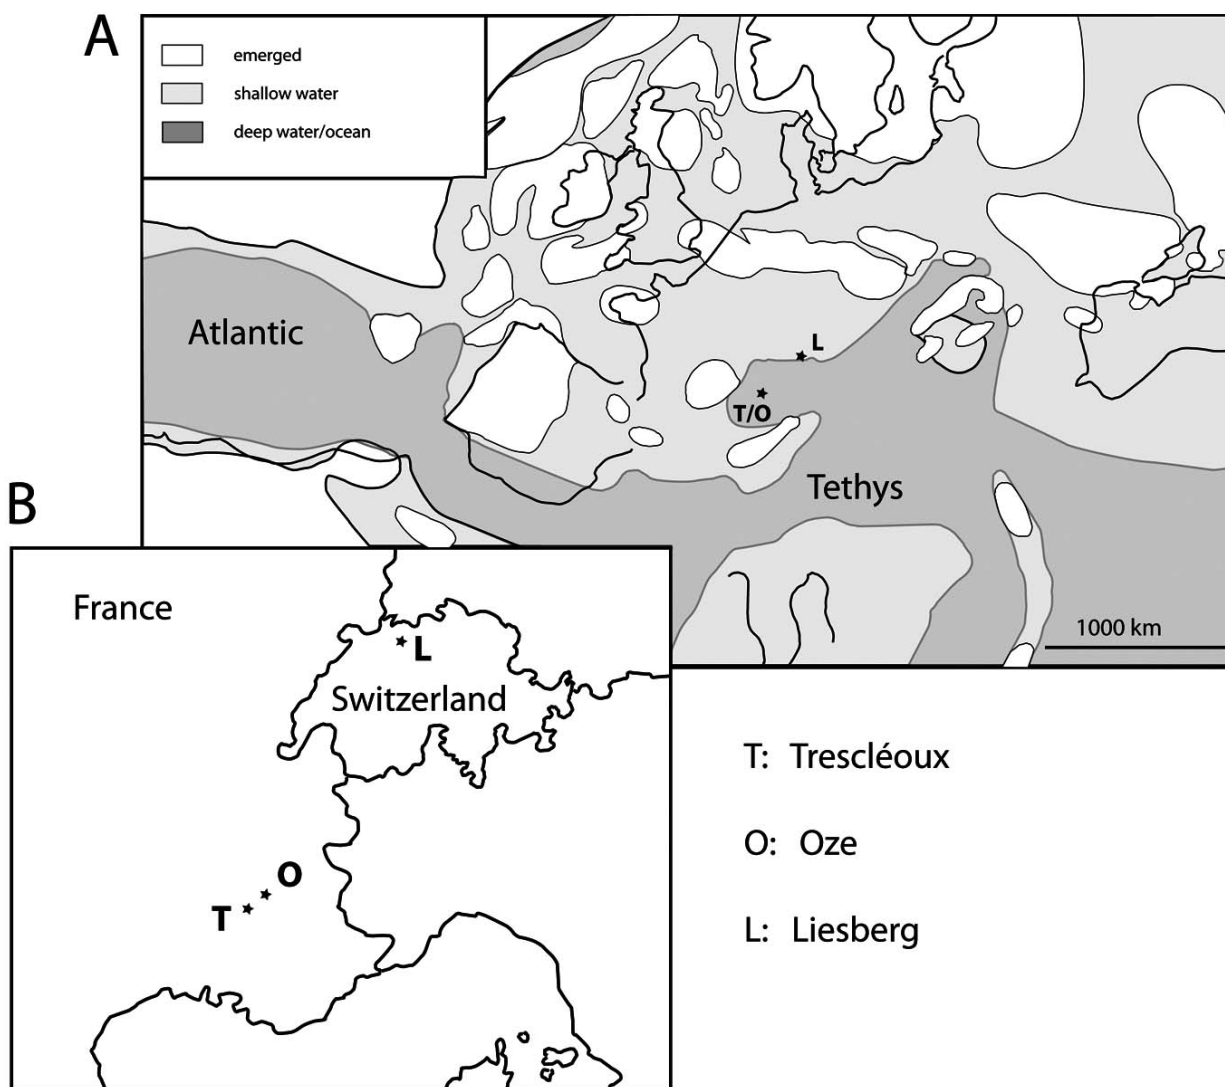 A
emerged
shallow water
deep water/ocean
Atlantic
L
T/O
Tethys
1000 km
B
France
L
Switzerland
O
T
T: Trescléoux
O: Oze
L: Liesberg